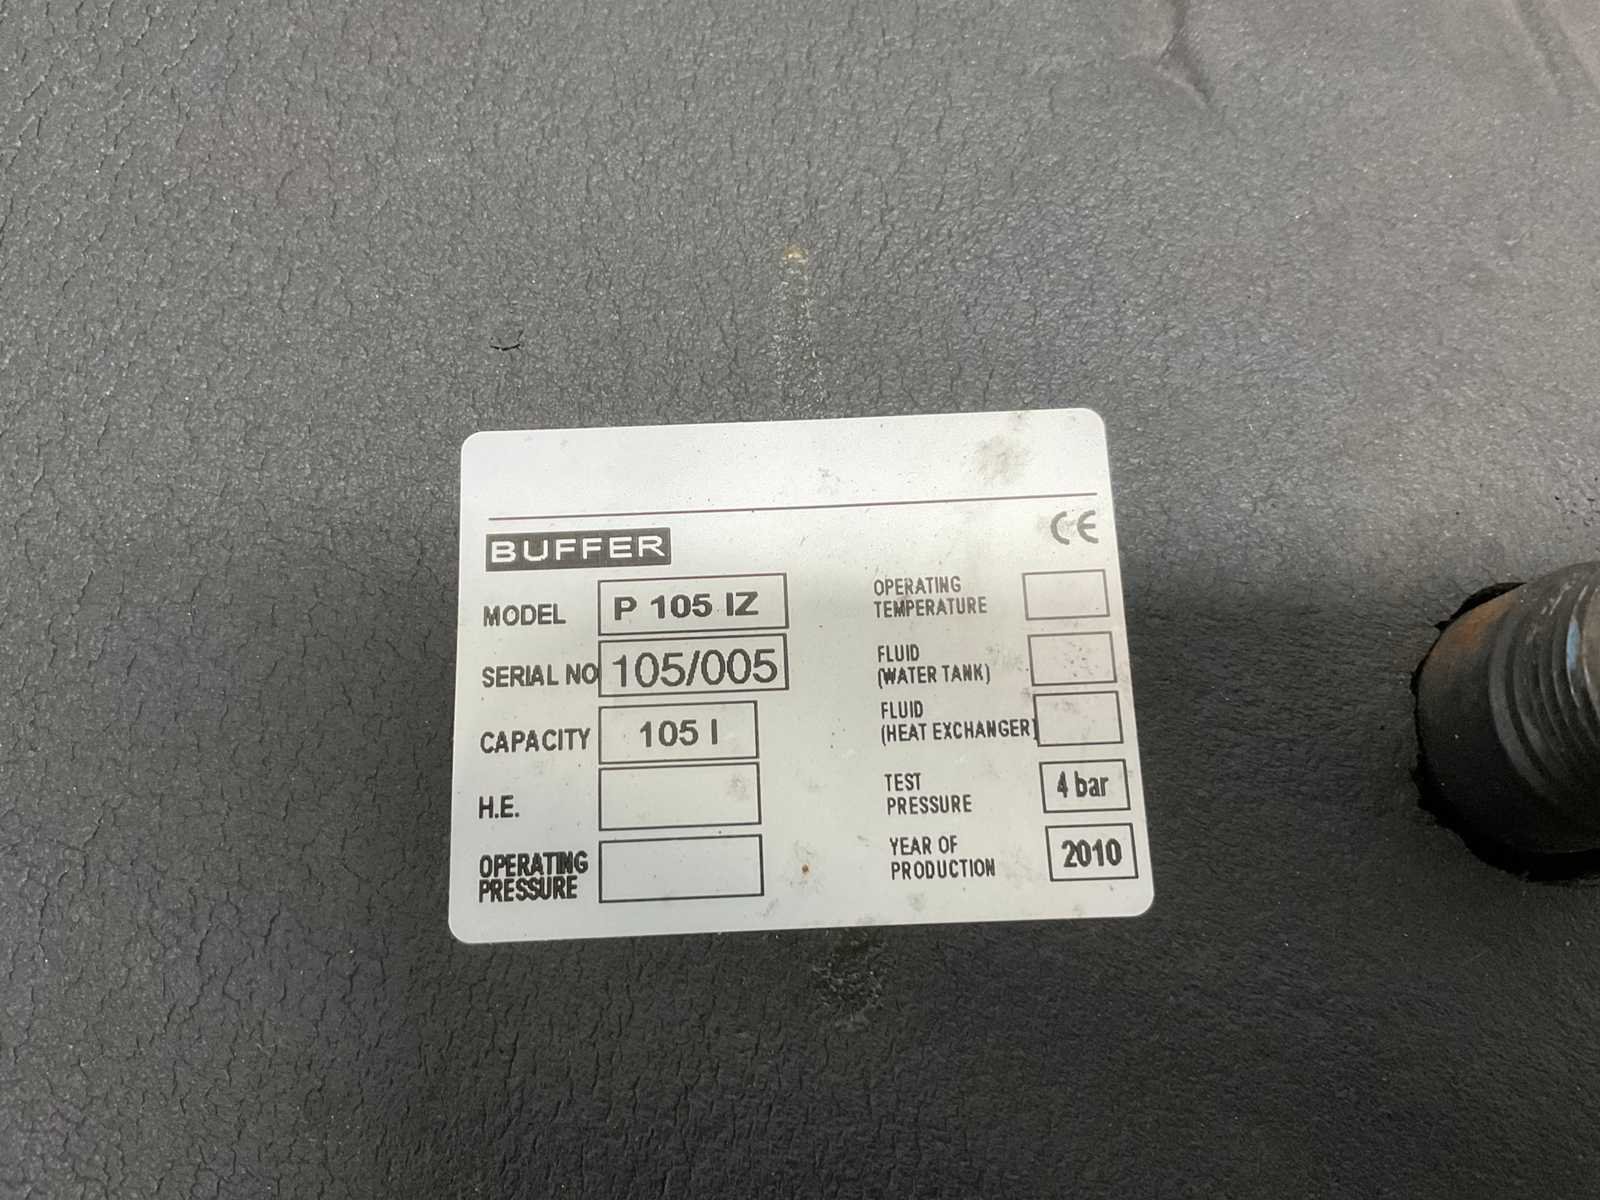 BUFFER
CE
MODEL P 105 IZ
SERIAL NO 105/005
CAPACITY 105 l
H.E.
OPERATING
PRESSURE
OPERATING
TEMPERATURE
FLUID
(WATER TANK)
FLUID
(HEAT EXCHANGER)
TEST
PRESSURE
4 bar
YEAR OF
PRODUCTION
2010